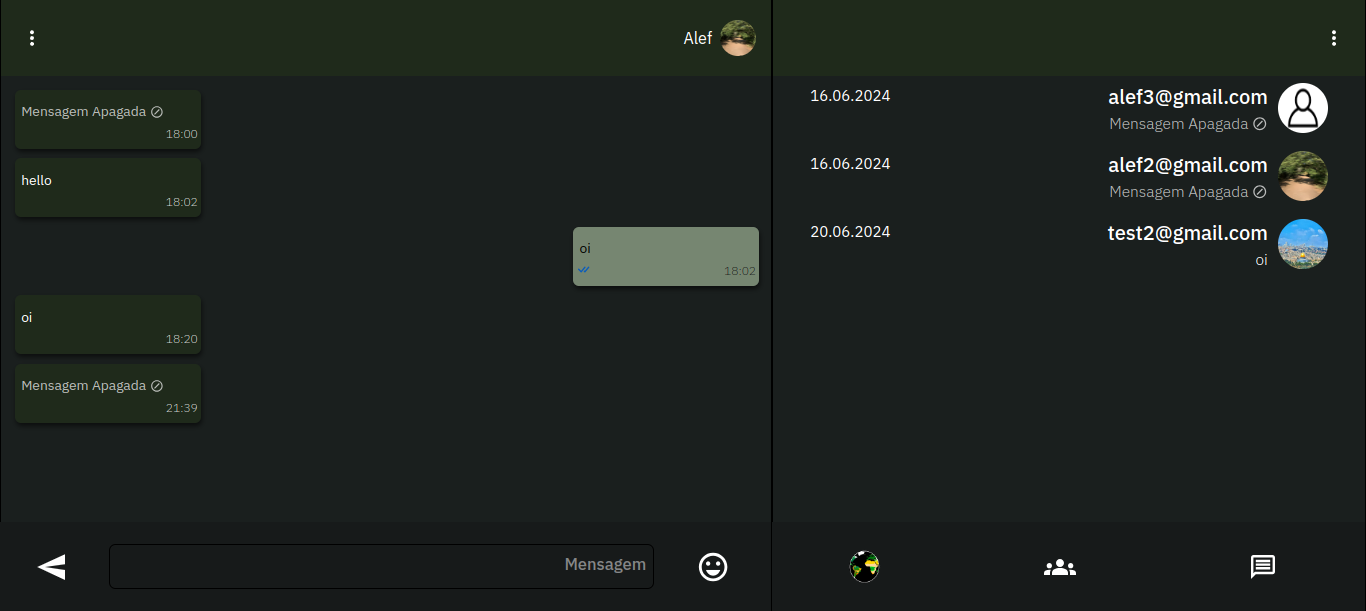 Alef
Mensagem Apagada
18:00
hello
18:02
oi
18:02
oi
18:20
Mensagem Apagada
21:39
Mensagem
16.06.2024
alef3@gmail.com
Mensagem Apagada
16.06.2024
alef2@gmail.com
Mensagem Apagada
20.06.2024
test2@gmail.com
oi